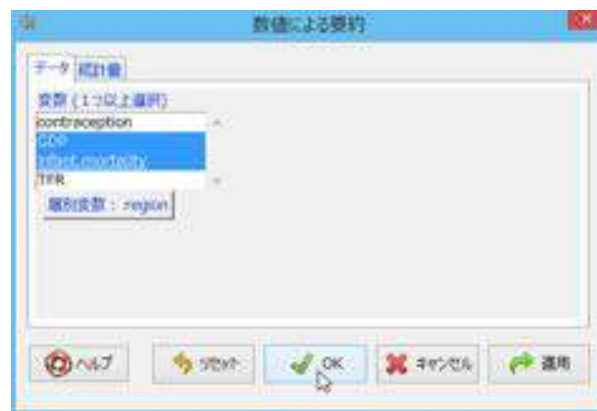 数値による要約
データ 統計量
変数 (1つ以上選択)
contraception
GDP
infant.mortality
TFR
層別変数： region
ヘルプ リセット OK キャンセル 適用